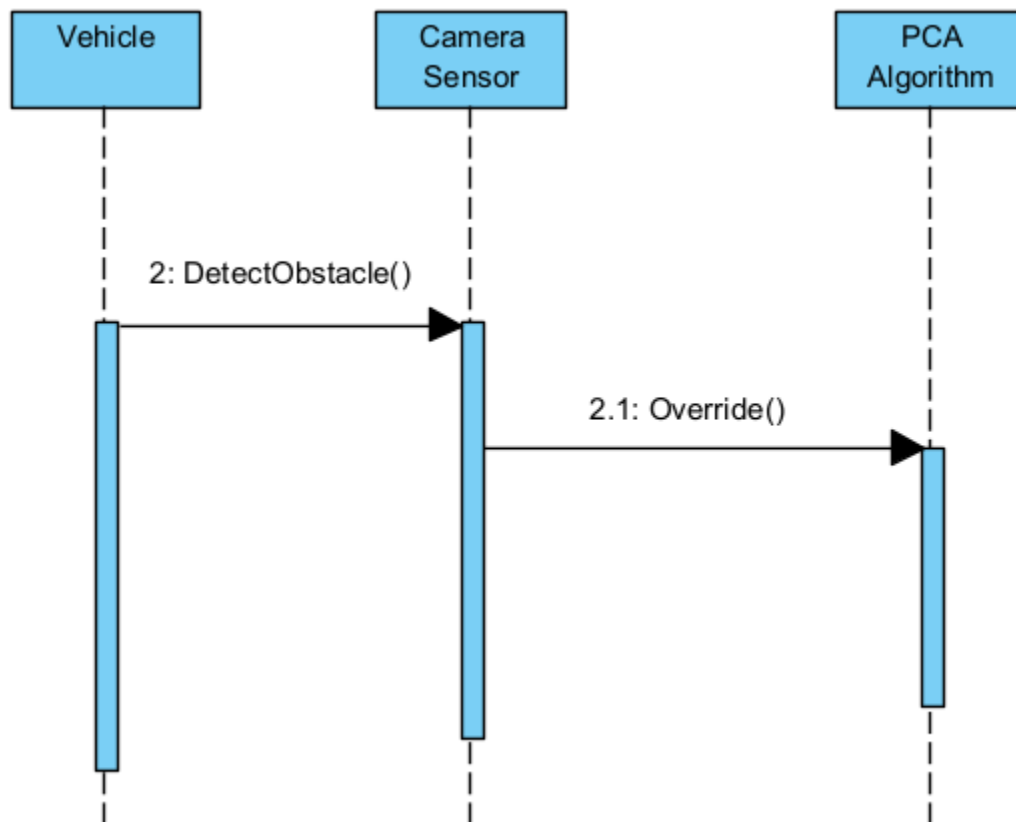 Vehicle
Camera
Sensor
PCA
Algorithm
2: DetectObstacle()
2.1: Override()